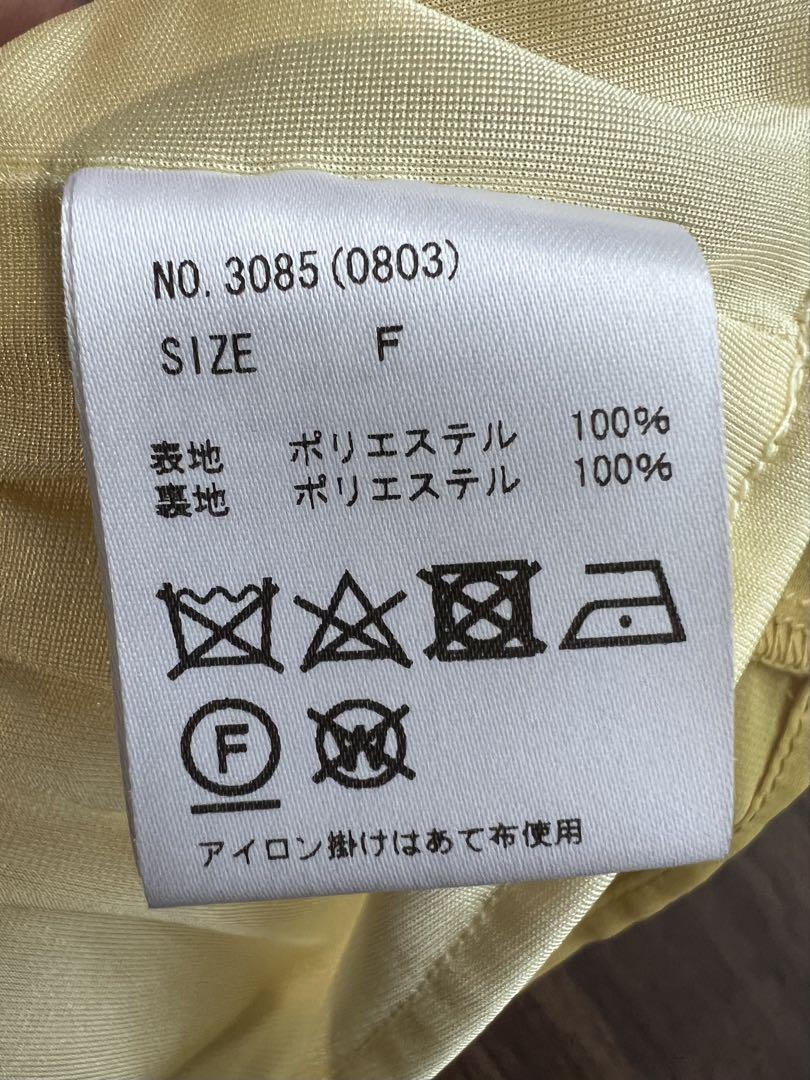 NO. 3085(0803)
SIZE F
表地 ポリエステル 100%
裏地 ポリエステル 100%
F W
アイロン掛けはあて布使用